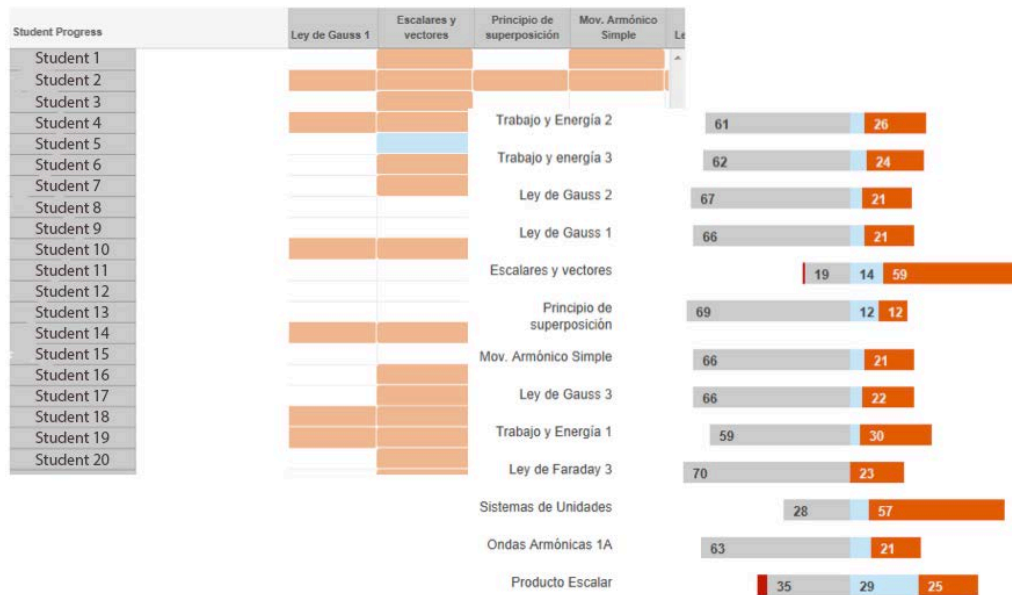 Student Progress
Ley de Gauss 1
Escalares y
vectores
Principio de
superposición
Mov. Armónico
Simple
Le
Student 1
Student 2
Student 3
Student 4
Student 5
Student 6
Student 7
Student 8
Student 9
Student 10
Student 11
Student 12
Student 13
Student 14
Student 15
Student 16
Student 17
Student 18
Student 19
Student 20
Trabajo y Energía 2 61 26
Trabajo y energía 3 62 24
Ley de Gauss 2 67 21
Ley de Gauss 1 66 21
Escalares y vectores 19 14 59
Principio de
superposición 69 12 12
Mov. Armónico Simple 66 21
Ley de Gauss 3 66 22
Trabajo y Energía 1 59 30
Ley de Faraday 3 70 23
Sistemas de Unidades 28 57
Ondas Armónicas 1A 63 21
Producto Escalar 35 29 25